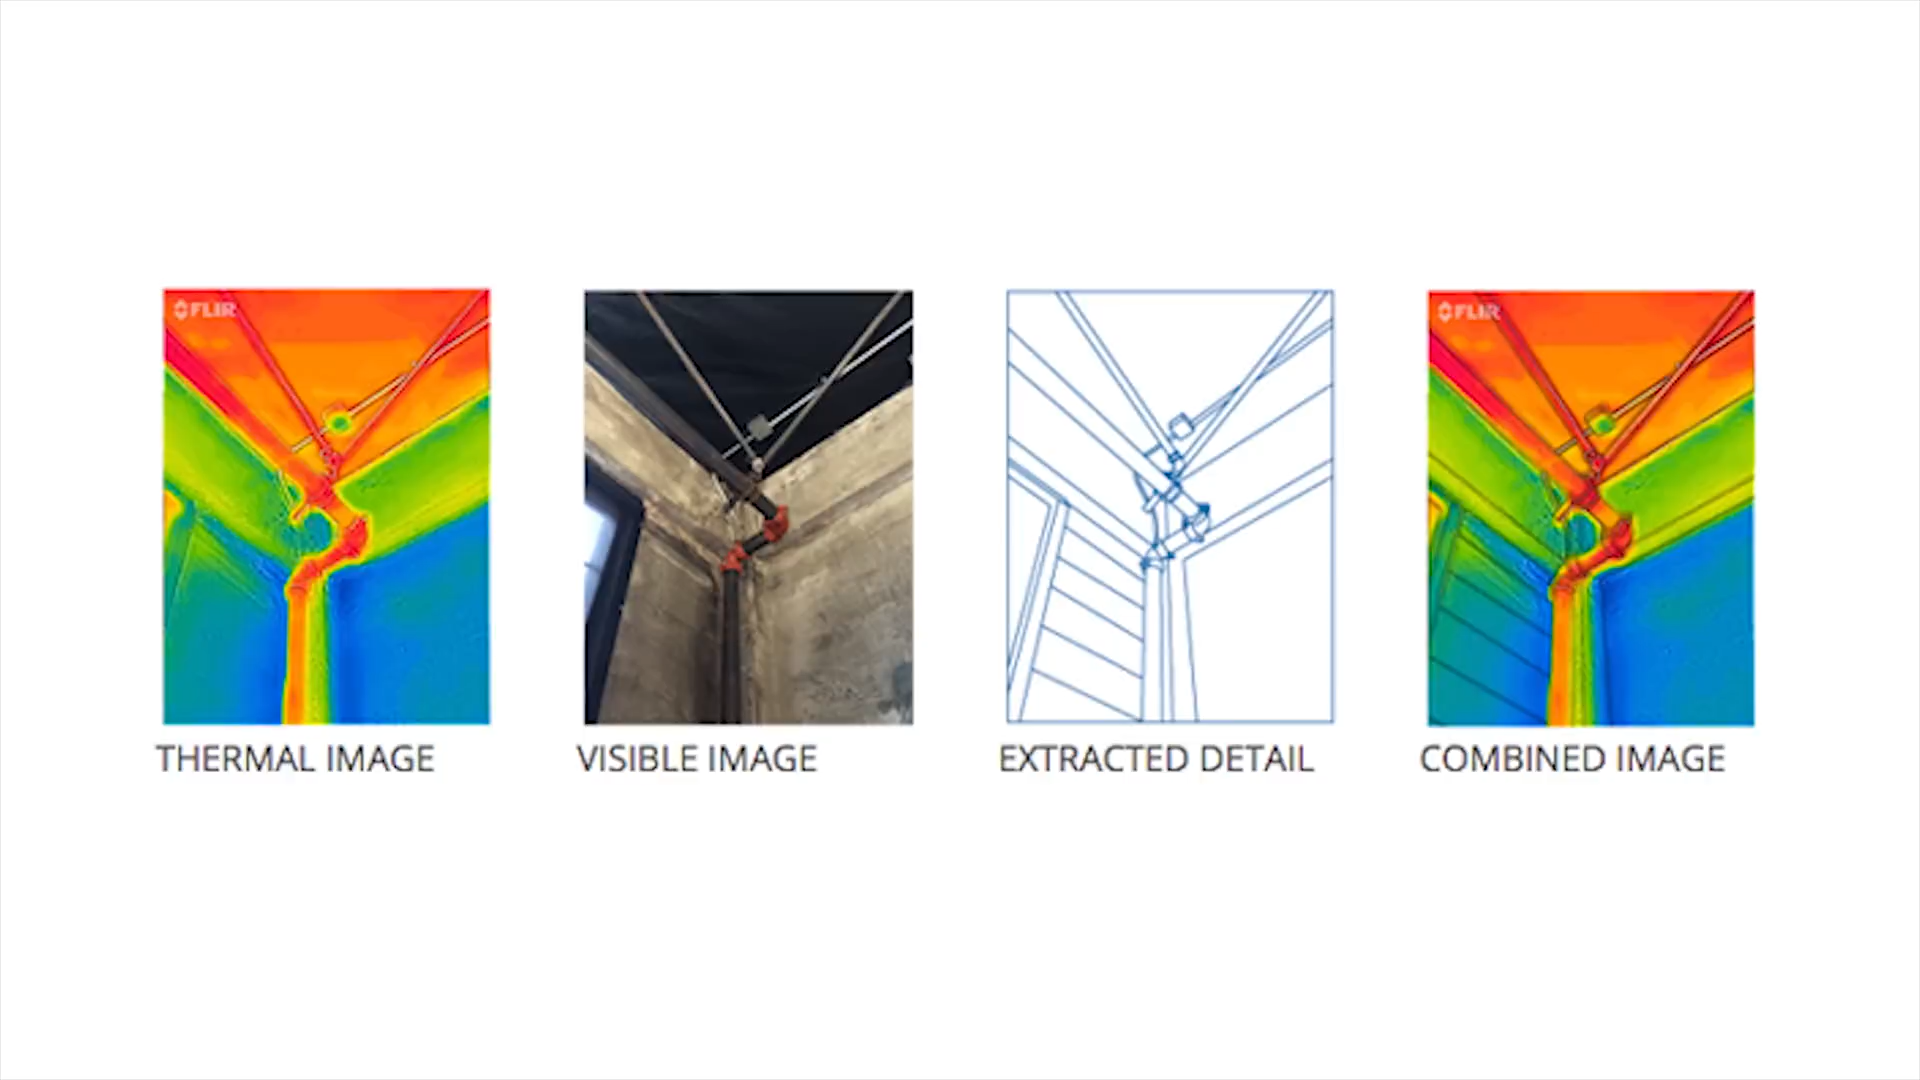 FLIR
FLIR
THERMAL IMAGE
VISIBLE IMAGE
EXTRACTED DETAIL
COMBINED IMAGE